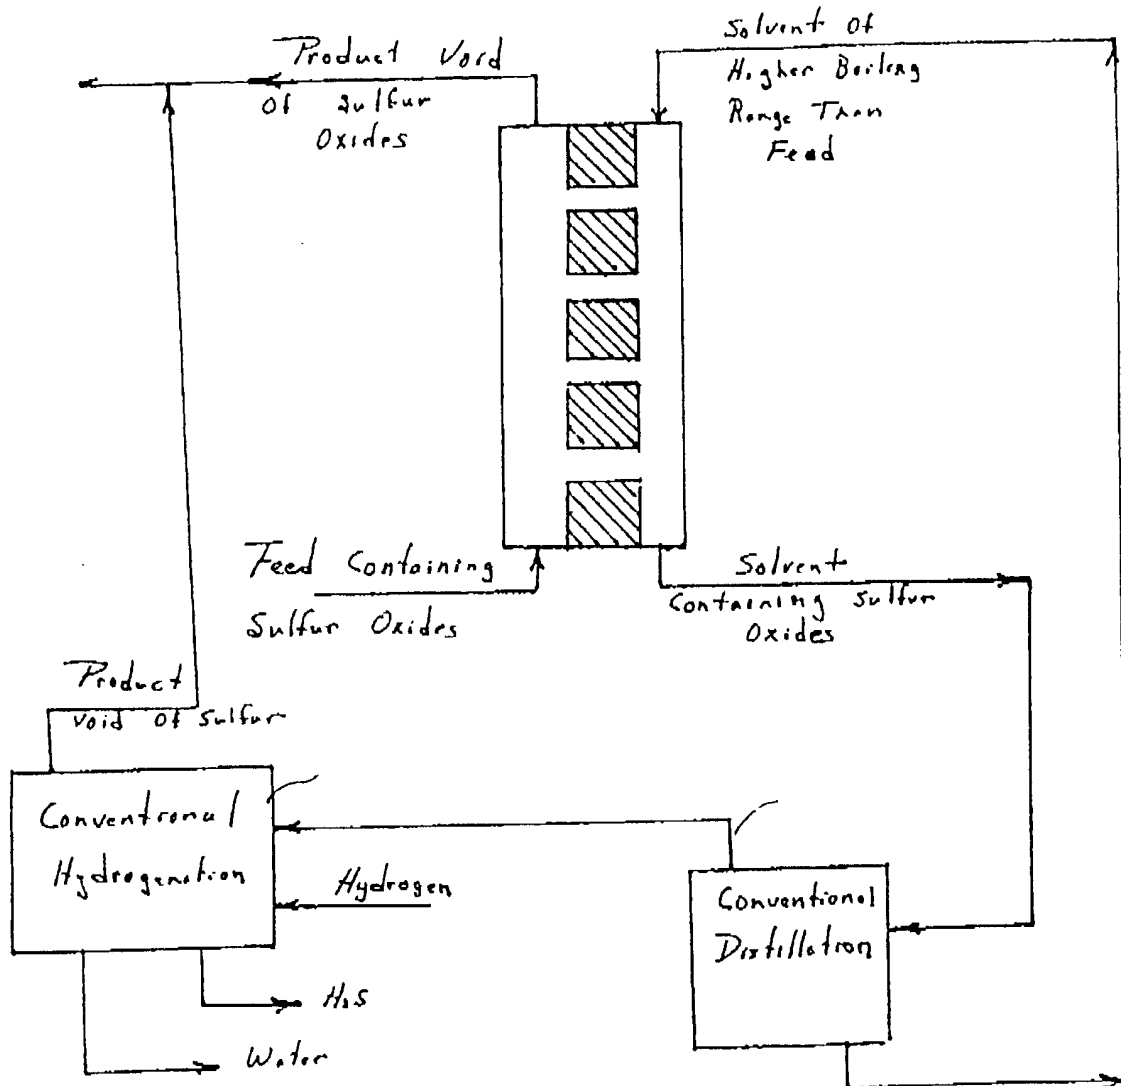 Product Void
Of Sulfur
Oxides
Solvent Of
Higher Boiling
Range Than
Feed
Feed Containing
Sulfur Oxides
Solvent
Containing Sulfur
Oxides
Product
Void Of Sulfur
Conventional
Hydrogenation
Hydrogen
Conventional
Distillation
H₂S
Water